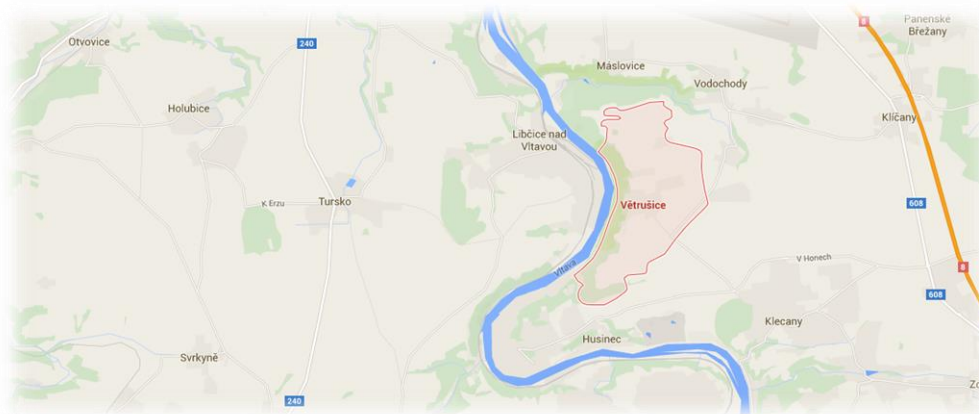 Panenské
Břežany
8
Otvovice
240
Máslovice
Vodochody
Holubice
Klíčany
Libčice nad
Vltavou
K Erzu
Tursko
Větrušice
608
V Honech
Vltava
8
608
Klecany
Husinec
Svrkyně
240